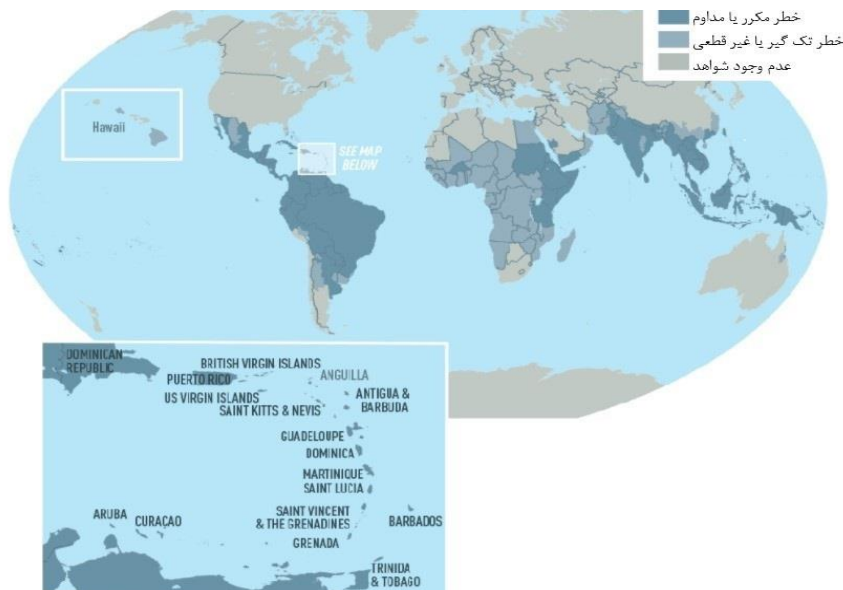 خطر مکرر یا مداوم
خطر تک گیر یا غیر قطعی
عدم وجود شواهد
Hawaii
SEE MAP
BELOW
DOMINICAN
REPUBLIC
BRITISH VIRGIN ISLANDS
PUERTO RICO
ANGUILLA
US VIRGIN ISLANDS
SAINT KITTS & NEVIS
ANTIGUA &
BARBUDA
GUADELOUPE
DOMINICA
MARTINIQUE
SAINT LUCIA
SAINT VINCENT
& THE GRENADINES
BARBADOS
ARUBA
CURAÇAO
GRENADA
TRINIDA
& TOBAGO